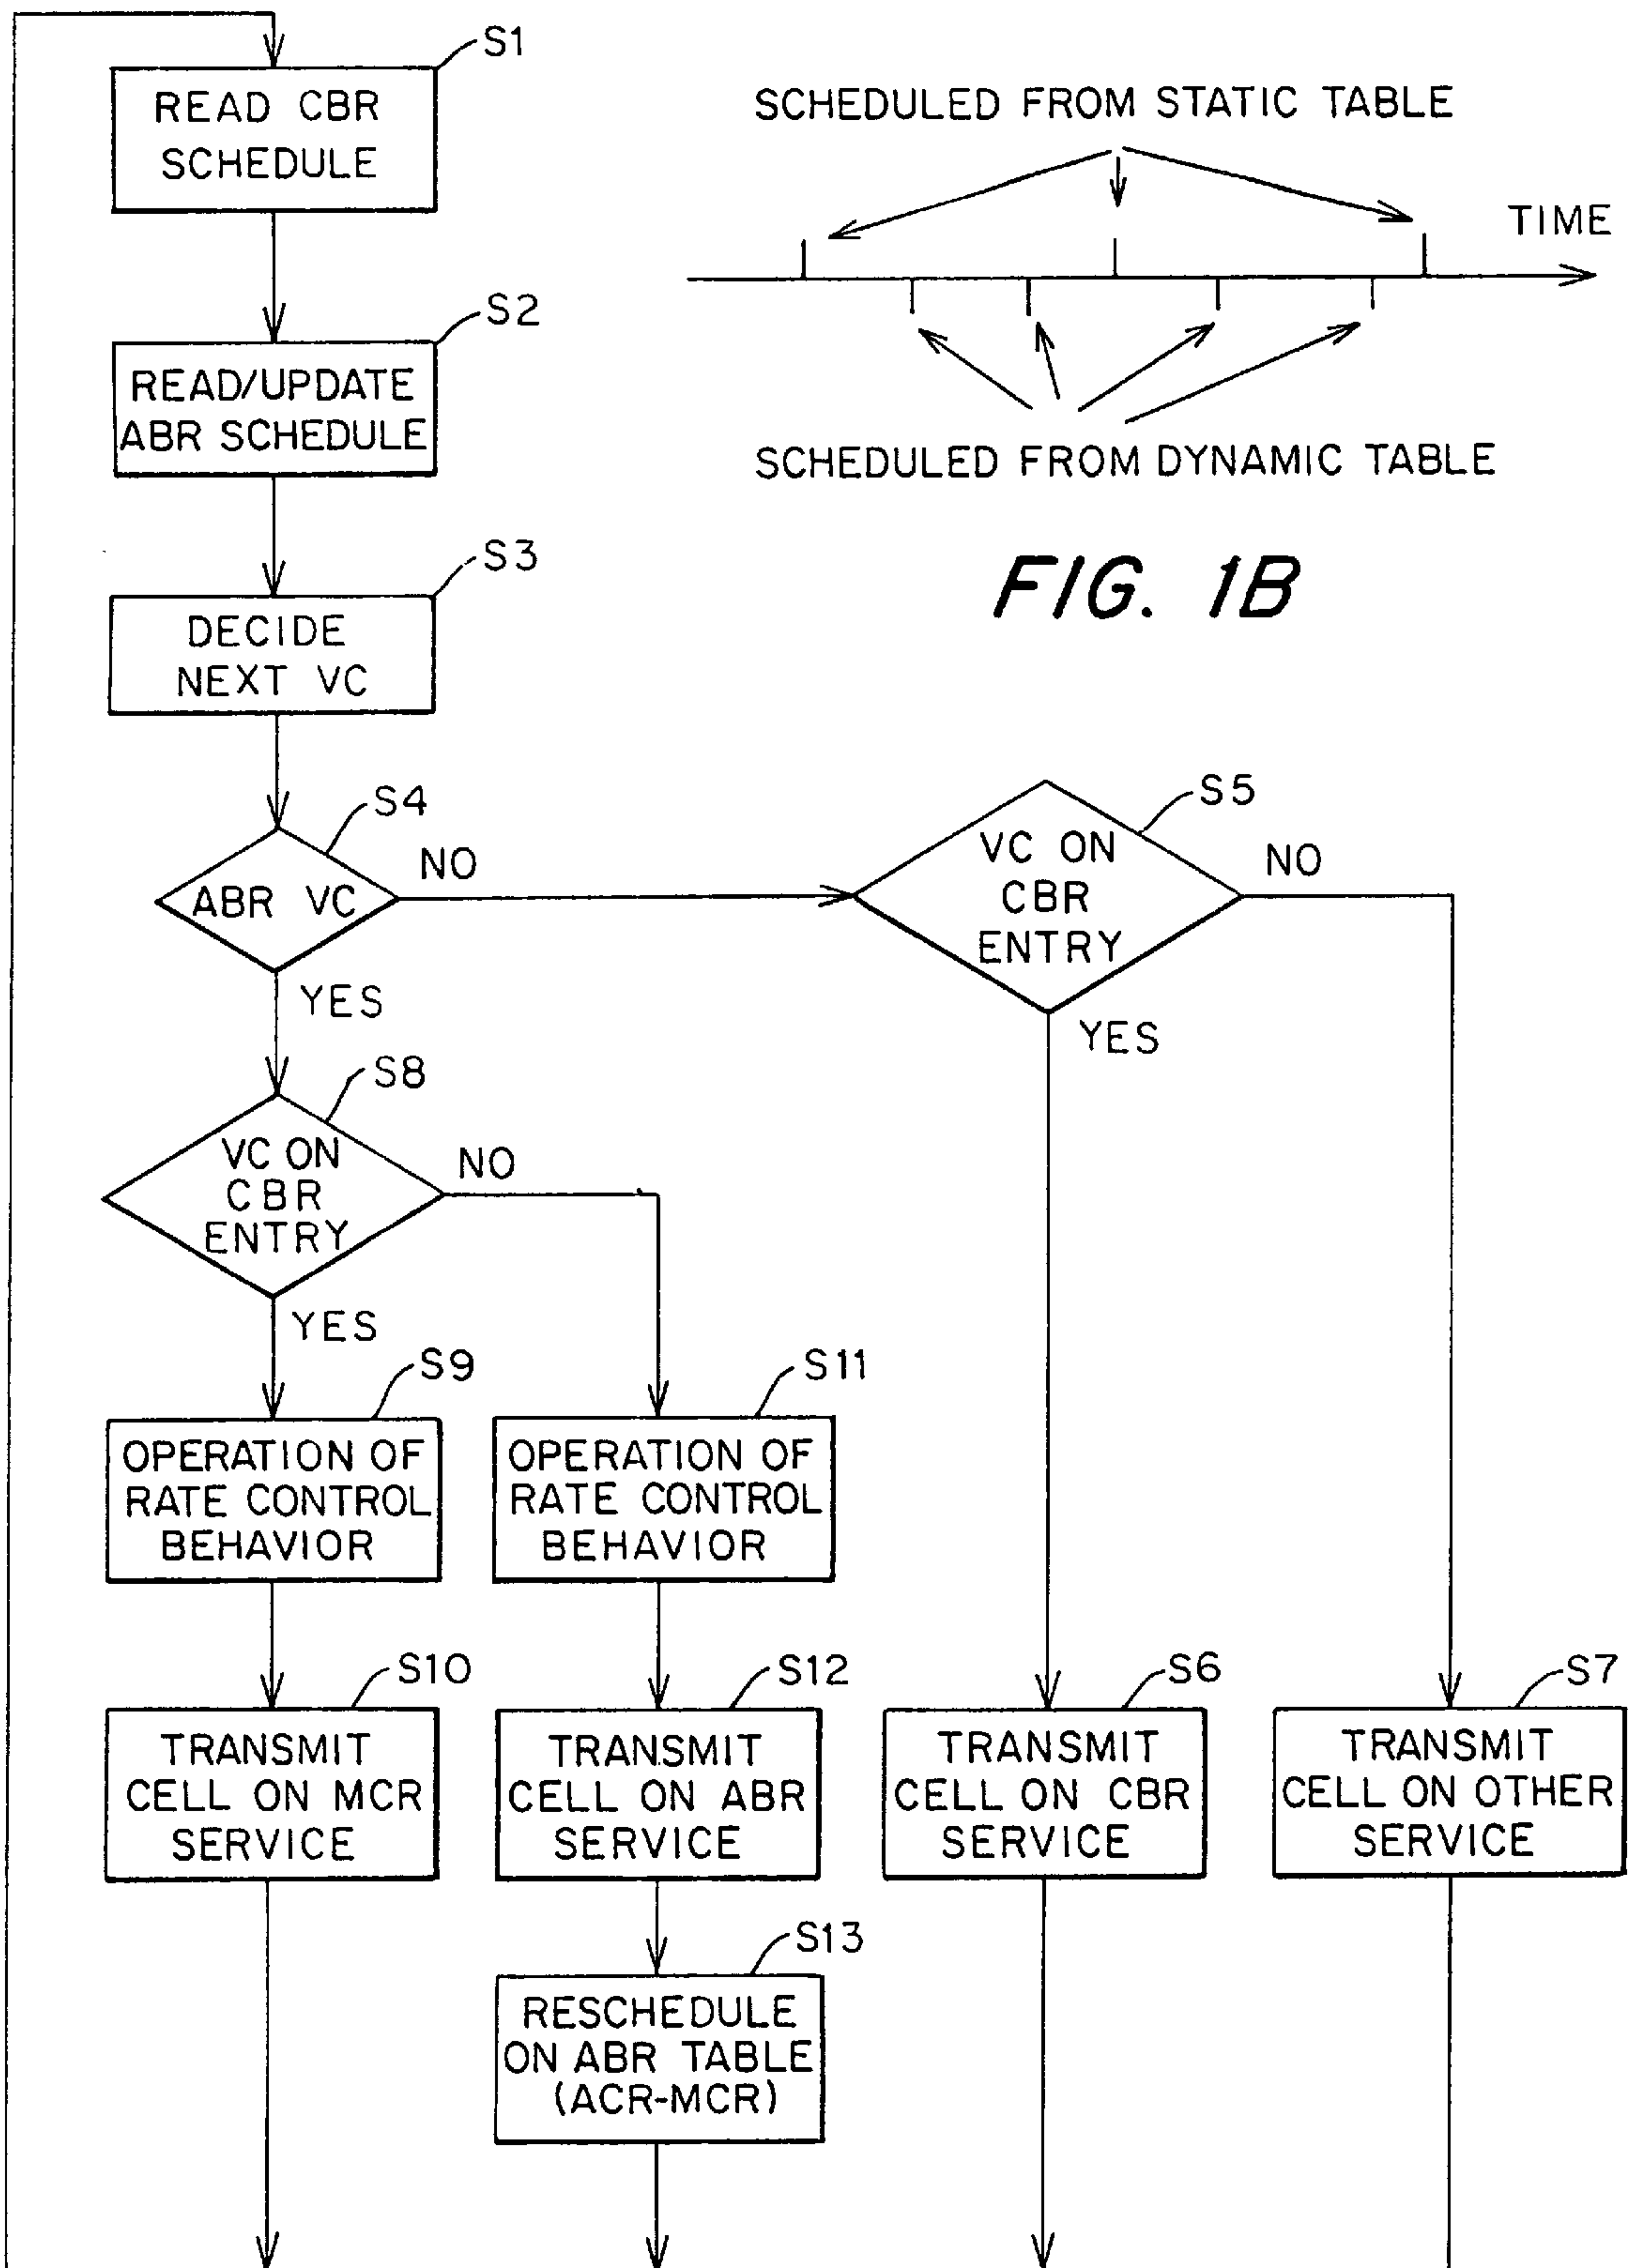 S1
READ CBR
SCHEDULE
SCHEDULED FROM STATIC TABLE
TIME
SCHEDULED FROM DYNAMIC TABLE
FIG. 1B
S2
READ/UPDATE
ABR SCHEDULE
S3
DECIDE
NEXT VC
S4
ABR VC
NO
YES
S5
VC ON
CBR
ENTRY
NO
YES
S8
VC ON
CBR
ENTRY
NO
YES
S9
OPERATION OF
RATE CONTROL
BEHAVIOR
S11
OPERATION OF
RATE CONTROL
BEHAVIOR
S10
TRANSMIT
CELL ON MCR
SERVICE
S12
TRANSMIT
CELL ON ABR
SERVICE
S6
TRANSMIT
CELL ON CBR
SERVICE
S7
TRANSMIT
CELL ON OTHER
SERVICE
S13
RESCHEDULE
ON ABR TABLE
(ACR-MCR)